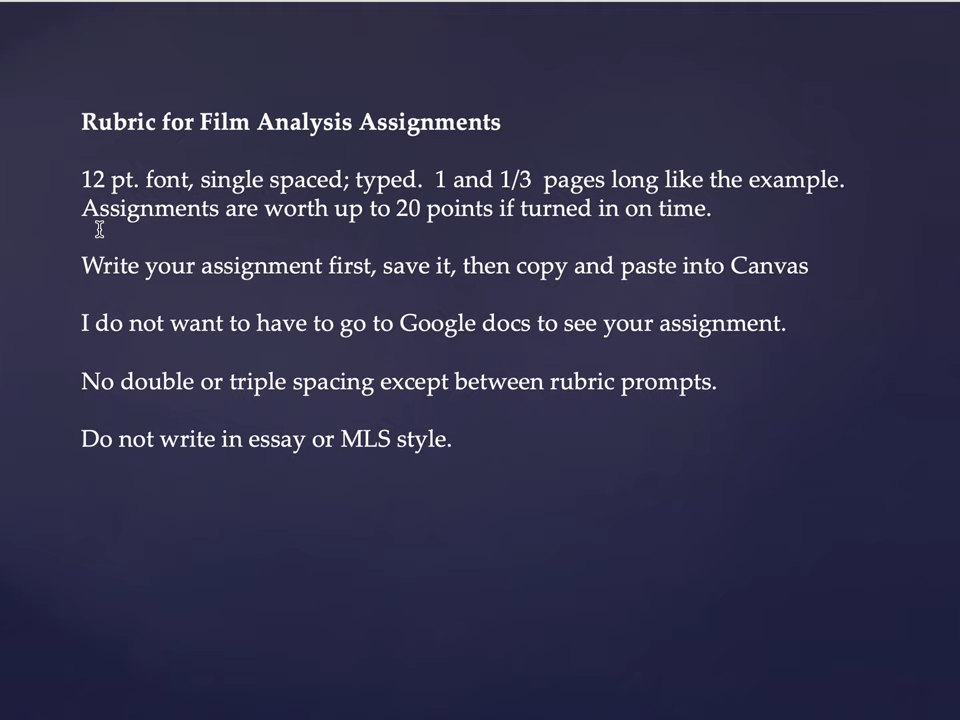 Rubric for Film Analysis Assignments
12 pt. font, single spaced; typed.  1 and 1/3  pages long like the example.
Assignments are worth up to 20 points if turned in on time.
Write your assignment first, save it, then copy and paste into Canvas
I do not want to have to go to Google docs to see your assignment.
No double or triple spacing except between rubric prompts.
Do not write in essay or MLS style.